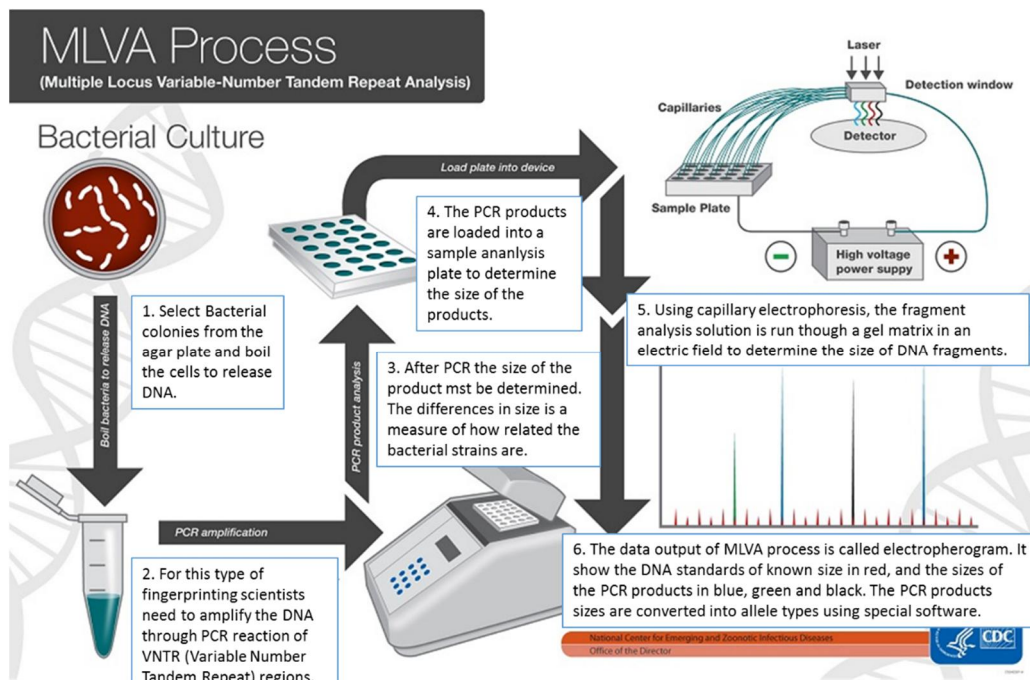 MLVA Process
(Multiple Locus Variable-Number Tandem Repeat Analysis)
Bacterial Culture
Boil bacteria to release DNA
1. Select Bacterial
colonies from the
agar plate and boil
the cells to release
DNA.
PCR amplification
2. For this type of
fingerprinting scientists
need to amplify the DNA
through PCR reaction of
VNTR (Variable Number
Tandem Repeat) regions
PCR product analysis
3. After PCR the size of the
product mst be determined.
The differences in size is a
measure of how related the
bacterial strains are.
Load plate into device
4. The PCR products
are loaded into a
sample ananlysis
plate to determine
the size of the
products.
Laser
Detection window
Capillaries
Detector
Sample Plate
High voltage
power suppy
5. Using capillary electrophoresis, the fragment
analysis solution is run though a gel matrix in an
electric field to determine the size of DNA fragments.
6. The data output of MLVA process is called electropherogram. It
show the DNA standards of known size in red, and the sizes of
the PCR products in blue, green and black. The PCR products
sizes are converted into allele types using special software.
National Center for Emerging and Zoonotic Infectious Diseases
Office of the Director
CDC